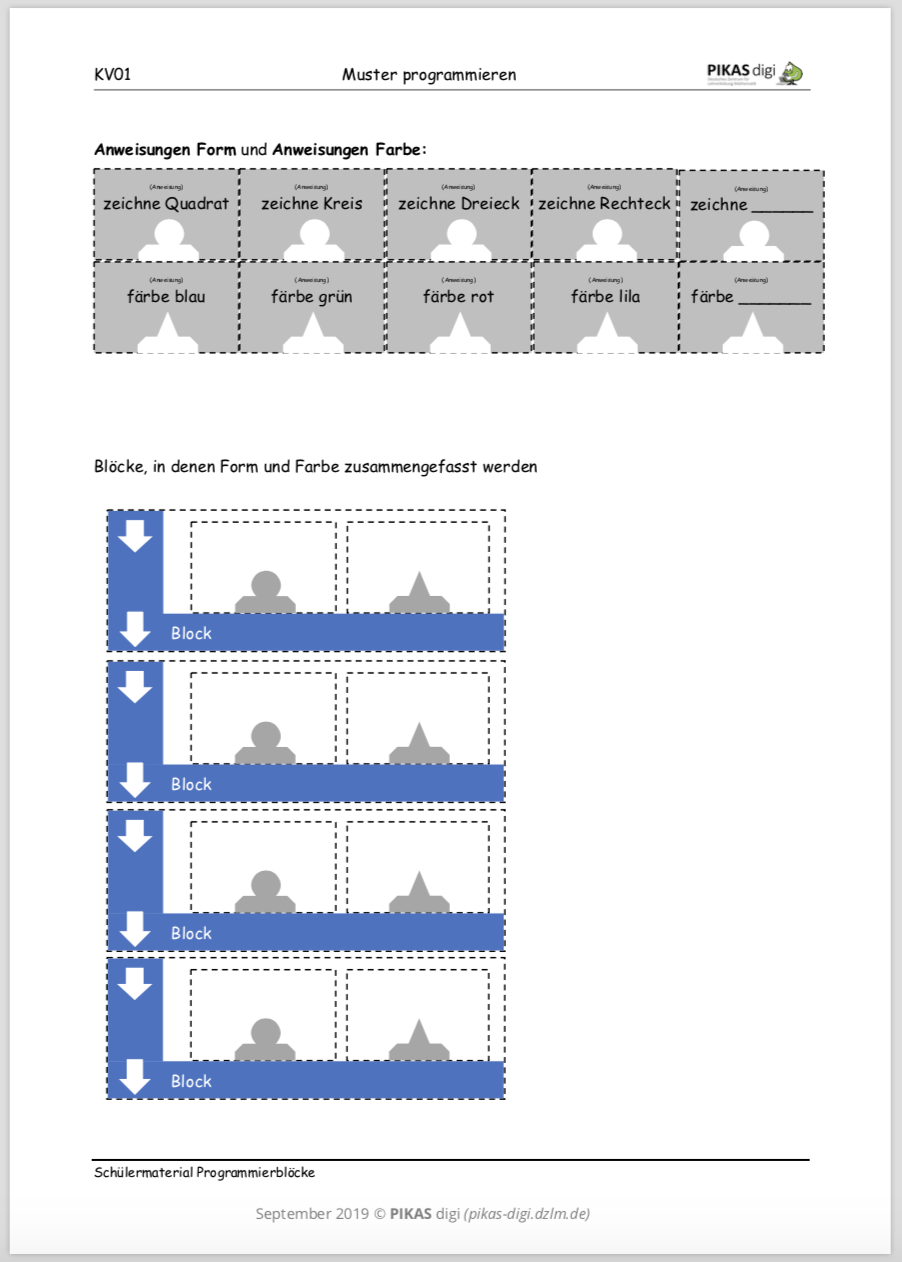 KV01 Muster programmieren PIKAS digi
Anweisungen Form und Anweisungen Farbe:
(Anweisung) (Anweisung) (Anweisung) (Anweisung) (Anweisung)
zeichne Quadrat zeichne Kreis zeichne Dreieck zeichne Rechteck zeichne ______
(Anweisung) (Anweisung) (Anweisung) (Anweisung) (Anweisung)
färbe blau färbe grün färbe rot färbe lila färbe ______
Blöcke, in denen Form und Farbe zusammengefasst werden
Block
Block
Block
Block
Schülermaterial Programmierblöcke
September 2019 © PIKAS digi (pikas-digi.dzlm.de)